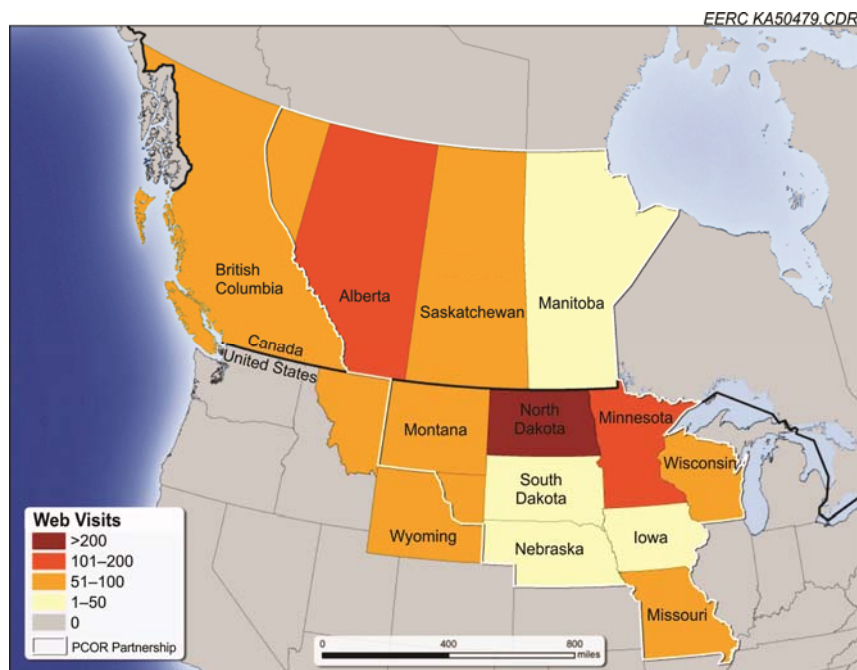 EERC KA50479.CDR
British
Columbia
Alberta
Saskatchewan
Manitoba
Canada
United States
Montana
North
Dakota
Minnesota
Wisconsin
South
Dakota
Wyoming
Nebraska
Iowa
Missouri
Web Visits
>200
101–200
51–100
1–50
0
PCOR Partnership
0 400 800
miles